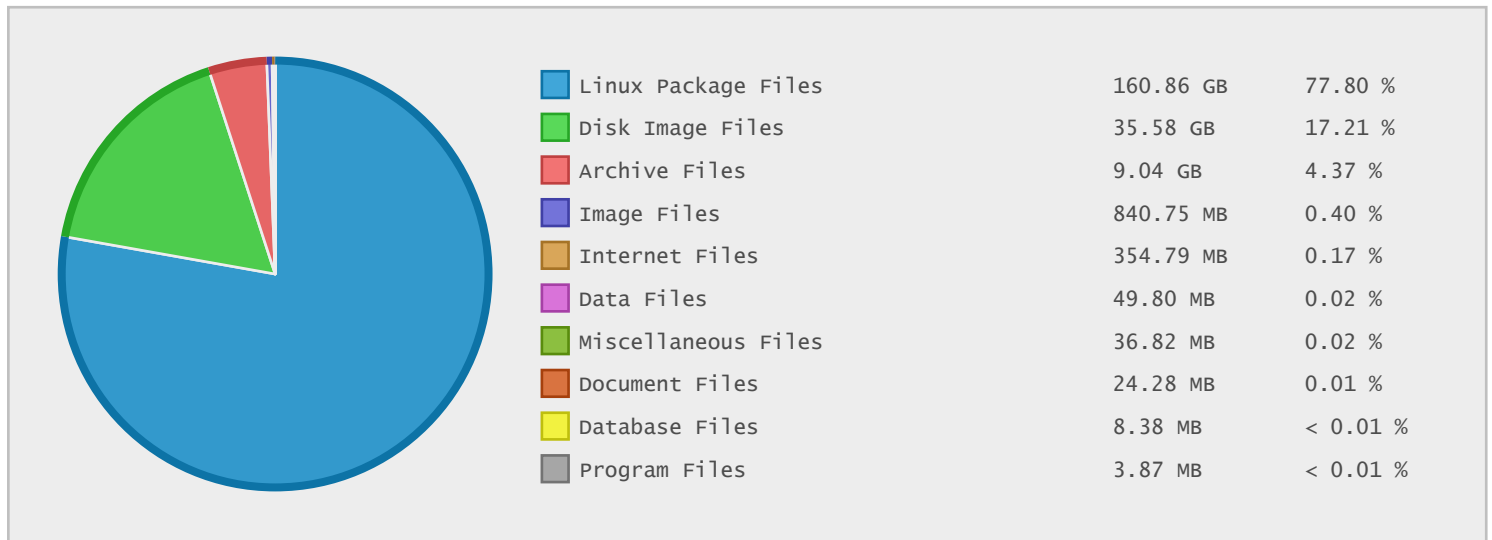 Linux Package Files 160.86 GB 77.80 %
Disk Image Files 35.58 GB 17.21 %
Archive Files 9.04 GB 4.37 %
Image Files 840.75 MB 0.40 %
Internet Files 354.79 MB 0.17 %
Data Files 49.80 MB 0.02 %
Miscellaneous Files 36.82 MB 0.02 %
Document Files 24.28 MB 0.01 %
Database Files 8.38 MB < 0.01 %
Program Files 3.87 MB < 0.01 %